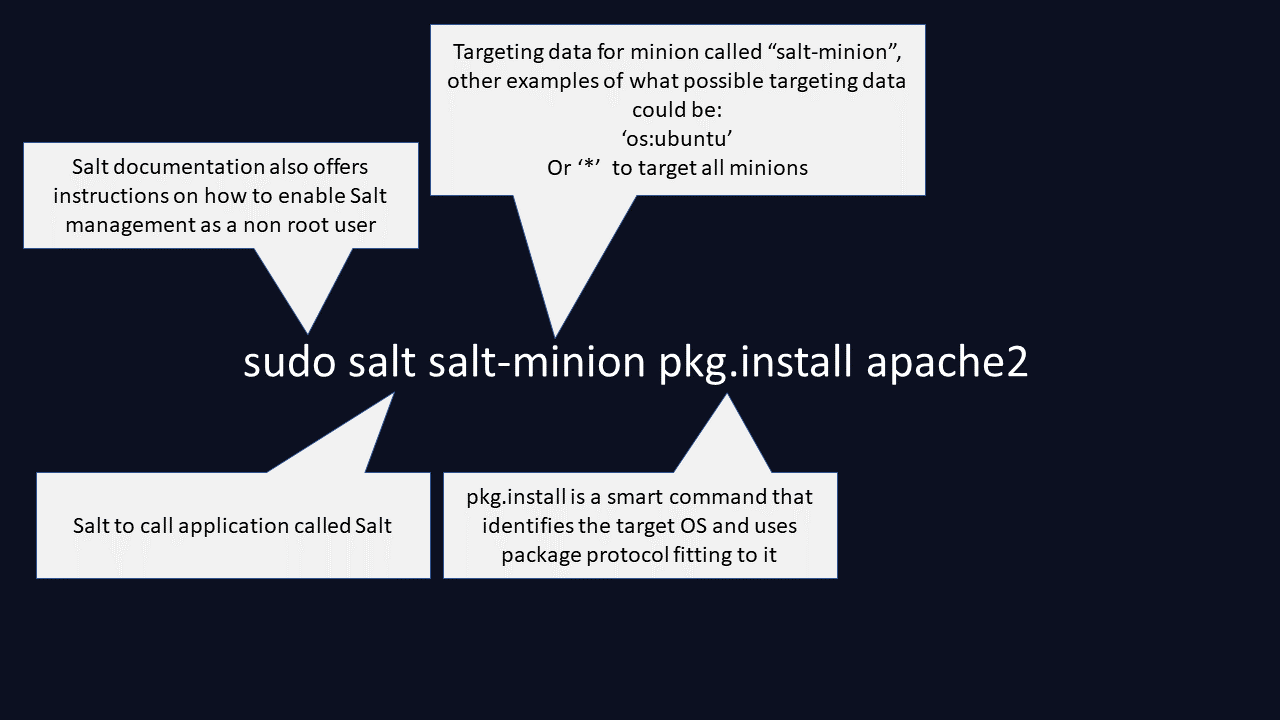 Targeting data for minion called “salt-minion”,
other examples of what possible targeting data
could be:
‘os:ubuntu’
Or ‘*’ to target all minions
Salt documentation also offers
instructions on how to enable Salt
management as a non root user
sudo salt salt-minion pkg.install apache2
Salt to call application called Salt
pkg.install is a smart command that
identifies the target OS and uses
package protocol fitting to it